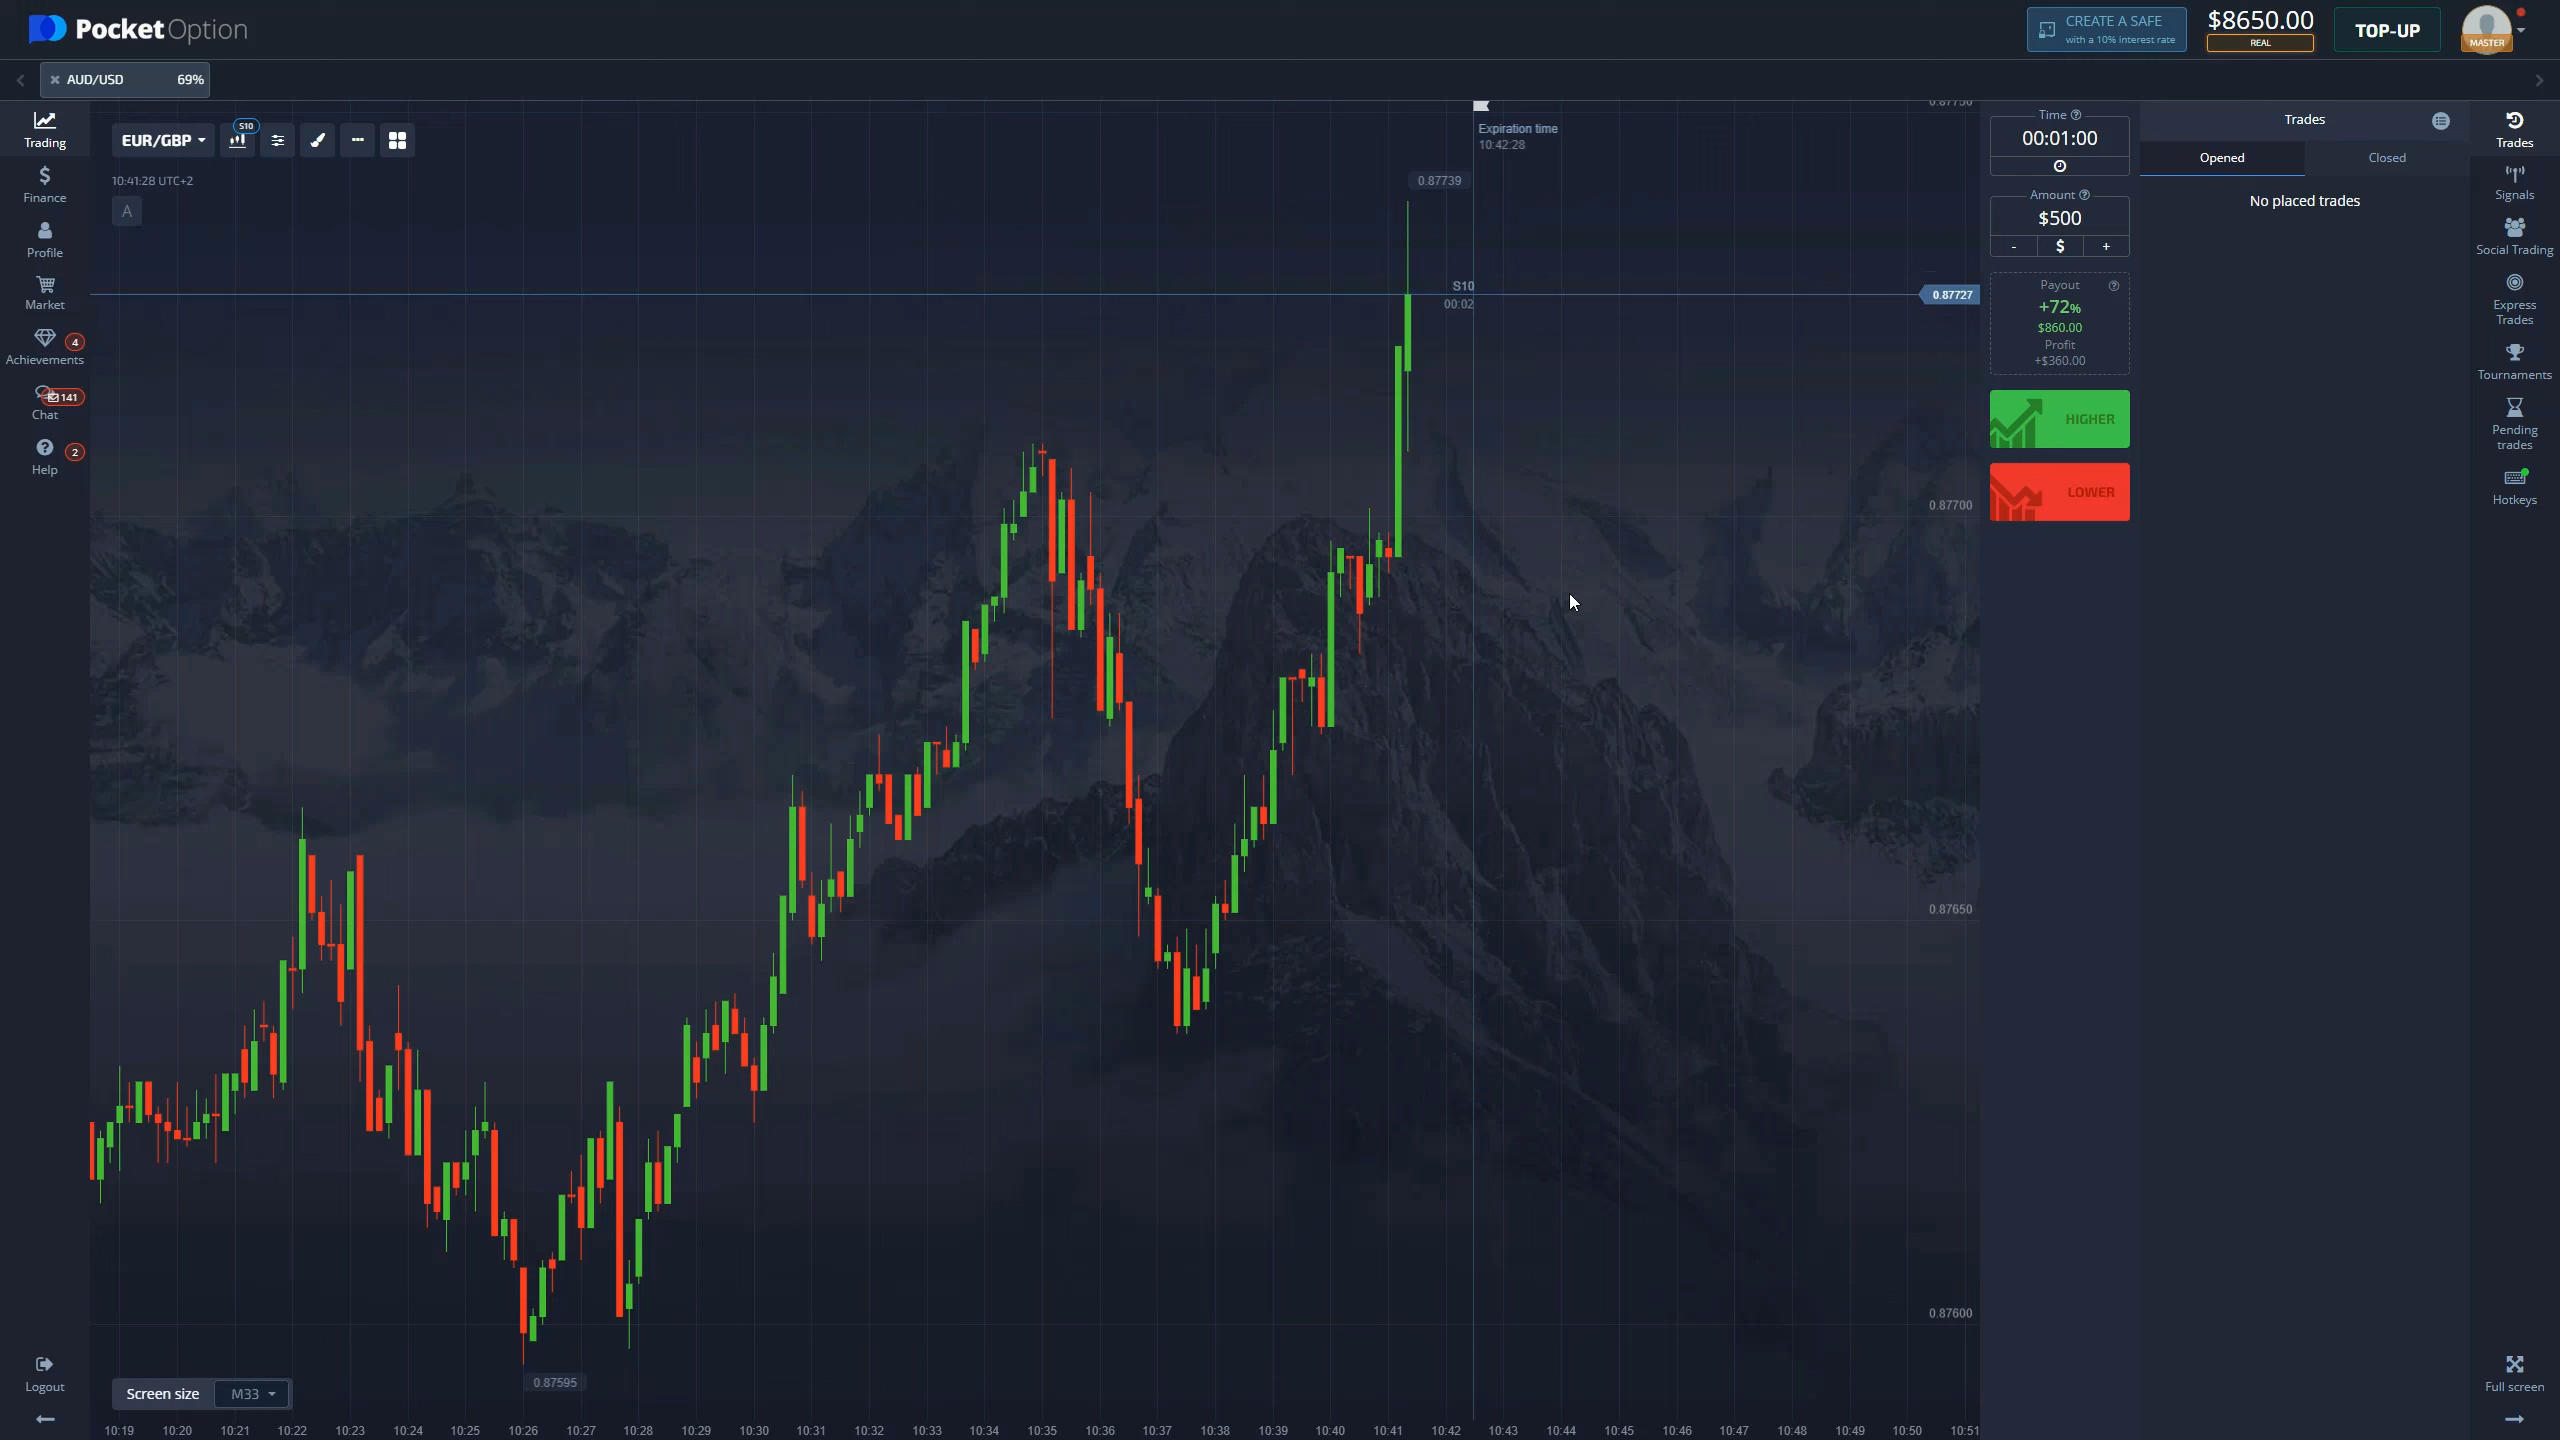 PocketOption
CREATE A SAFE
with a 10% interest rate
$8650.00
REAL
TOP-UP
MASTER
AUD/USD 69%
Trading
Finance
Profile
Market
Achievements
4
Chat
141
Help
2
Logout
EUR/GBP
S10
10:41:28 UTC+2
A
Expiration time
10:42:28
0.87739
S10
00:02
0.87750
0.87727
0.87700
0.87650
0.87600
0.87595
Screen size M33
10:19 10:20 10:21 10:22 10:23 10:24 10:25 10:26 10:27 10:28 10:29 10:30 10:31 10:32 10:33 10:34 10:35 10:36 10:37 10:38 10:39 10:40 10:41 10:42 10:43 10:44 10:45 10:46 10:47 10:48 10:49 10:50 10:51
Time
00:01:00
Amount
$500
- $ +
Payout
+72%
$860.00
Profit
+$360.00
HIGHER
LOWER
Trades
Opened Closed
No placed trades
Trades
Signals
Social Trading
Express
Trades
Tournaments
Pending
trades
Hotkeys
Full screen